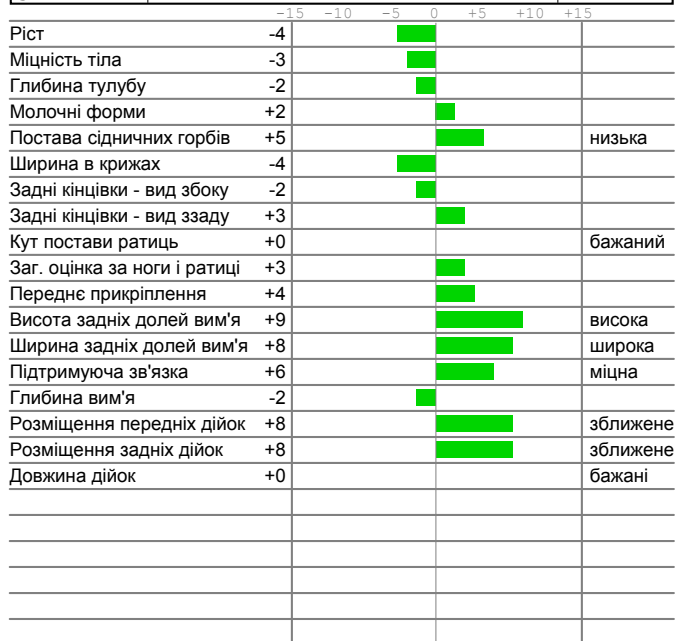 -15 -10 -5 0 +5 +10 +15
Ріст -4
Міцність тіла -3
Глибина тулубу -2
Молочні форми +2
Постава сідничних горбів +5 низька
Ширина в крижах -4
Задні кінцівки - вид збоку -2
Задні кінцівки - вид ззаду +3
Кут постави ратиць +0 бажаний
Заг. оцінка за ноги і ратиці +3
Переднє прикріплення +4
Висота задніх долей вим'я +9 висока
Ширина задніх долей вим'я +8 широка
Підтримуюча зв'язка +6 міцна
Глибина вим'я -2
Розміщення передніх дійок +8 зближене
Розміщення задніх дійок +8 зближене
Довжина дійок +0 бажані